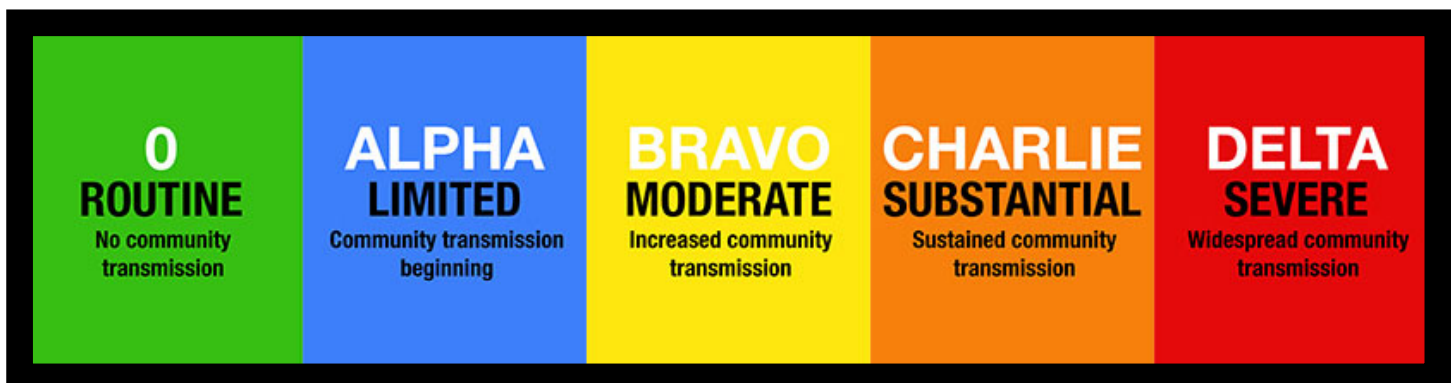 0
ROUTINE
No community
transmission
ALPHA
LIMITED
Community transmission
beginning
BRAVO
MODERATE
Increased community
transmission
CHARLIE
SUBSTANTIAL
Sustained community
transmission
DELTA
SEVERE
Widespread community
transmission